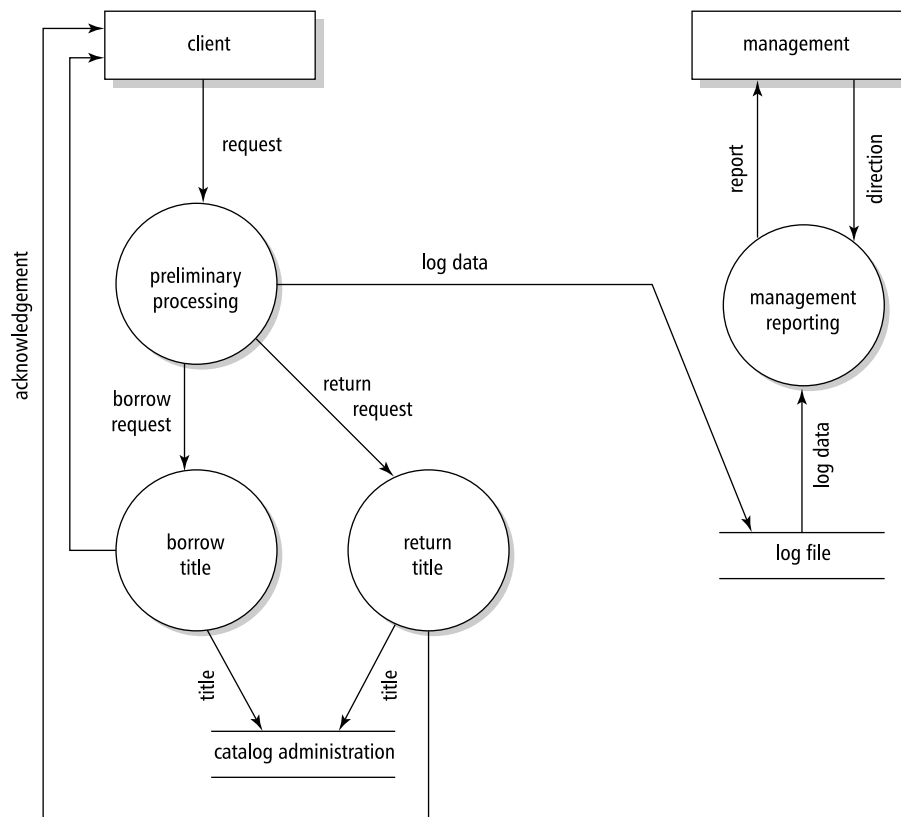 client
management
request
report
direction
acknowledgement
preliminary
processing
log data
management
reporting
borrow
request
return
request
log data
borrow
title
return
title
log file
title
title
catalog administration